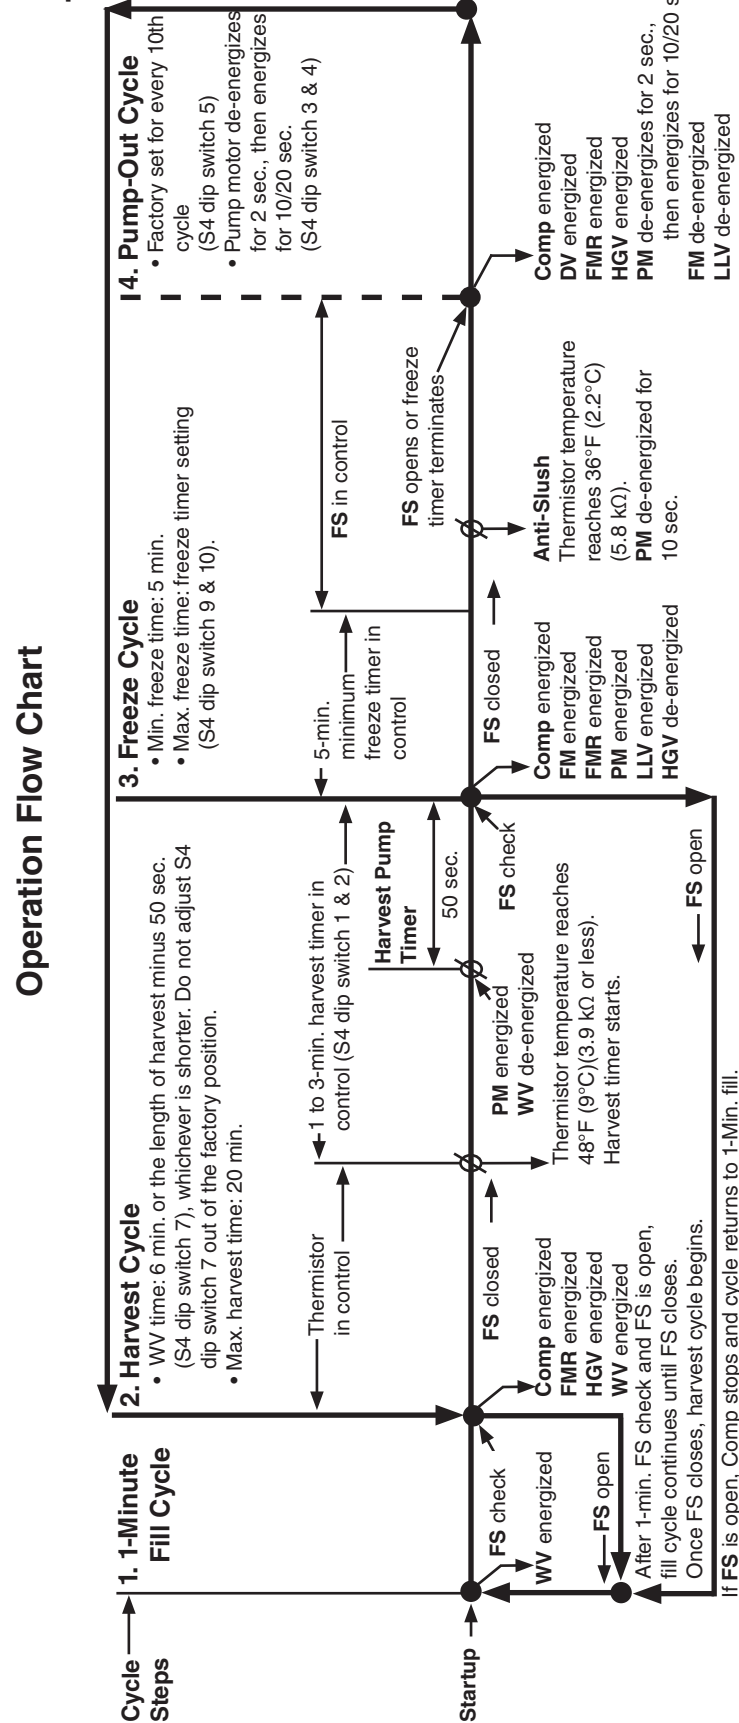 Operation Flow Chart
Cycle
Steps
1. 1-Minute
Fill Cycle
2. Harvest Cycle
• WV time: 6 min. or the length of harvest minus 50 sec.
(S4 dip switch 7), whichever is shorter. Do not adjust S4
dip switch 7 out of the factory position.
• Max. harvest time: 20 min.
3. Freeze Cycle
• Min. freeze time: 5 min.
• Max. freeze time: freeze timer setting
(S4 dip switch 9 & 10).
4. Pump-Out Cycle
• Factory set for every 10th
cycle
(S4 dip switch 5)
• Pump motor de-energizes
for 2 sec., then energizes
for 10/20 sec.
(S4 dip switch 3 & 4)
Thermistor
in control
1 to 3-min. harvest timer in
control (S4 dip switch 1 & 2)
5-min.
minimum
freeze timer in
control
FS in control
Harvest Pump
Timer
50 sec.
FS opens or freeze
timer terminates
Startup
FS check
WV energized
FS closed
PM energized
WV de-energized
FS check
FS closed
Comp energized
FMR energized
HGV energized
WV energized
Thermistor temperature reaches
48°F (9°C)(3.9 kΩ or less).
Harvest timer starts.
Comp energized
FM energized
FMR energized
PM energized
LLV energized
HGV de-energized
Anti-Slush
Thermistor temperature
reaches 36°F (2.2°C)
(5.8 kΩ).
PM de-energized for
10 sec.
Comp energized
DV energized
FMR energized
HGV energized
PM de-energizes for 2 sec.,
then energizes for 10/20
FM de-energized
LLV de-energized
FS open
After 1-min. FS check and FS is open,
fill cycle continues until FS closes.
Once FS closes, harvest cycle begins.
FS open
If FS is open, Comp stops and cycle returns to 1-Min. fill.